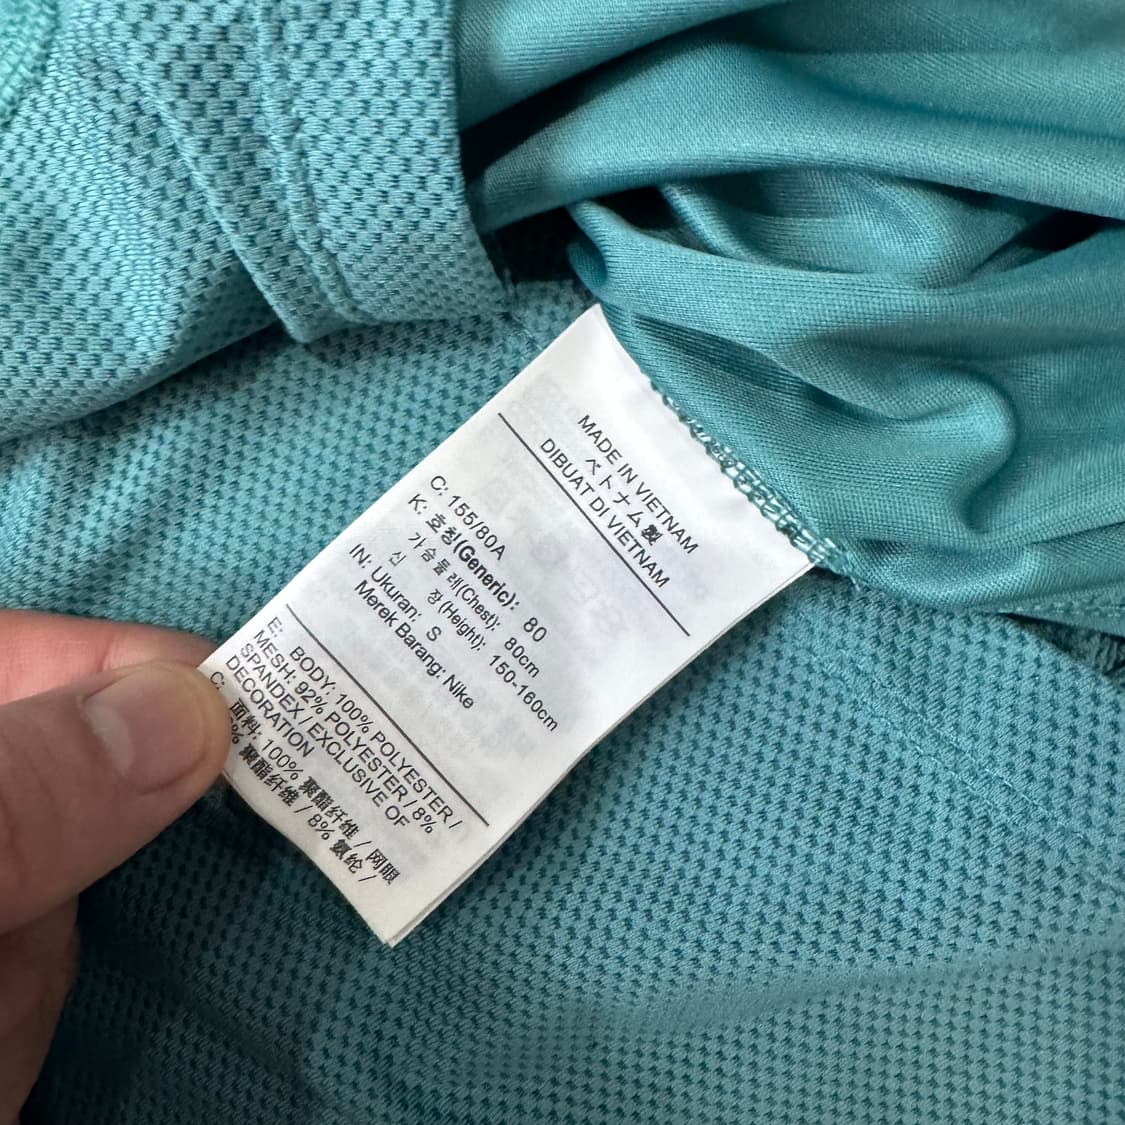 MADE IN VIETNAM
ベトナム製
DIBUAT DI VIETNAM
C: 155/80A
K: 호칭(Generic): 80
가슴둘레(Chest): 80cm
신 장(Height): 150-160cm
IN: Ukuran: S
Merek Barang: Nike
E: BODY: 100% POLYESTER /
MESH: 92% POLYESTER / 8%
SPANDEX / EXCLUSIVE OF
DECORATION
C: 面料: 100% 聚酯纤维 / 网眼
% 聚酯纤维 / 8% 氨纶 /